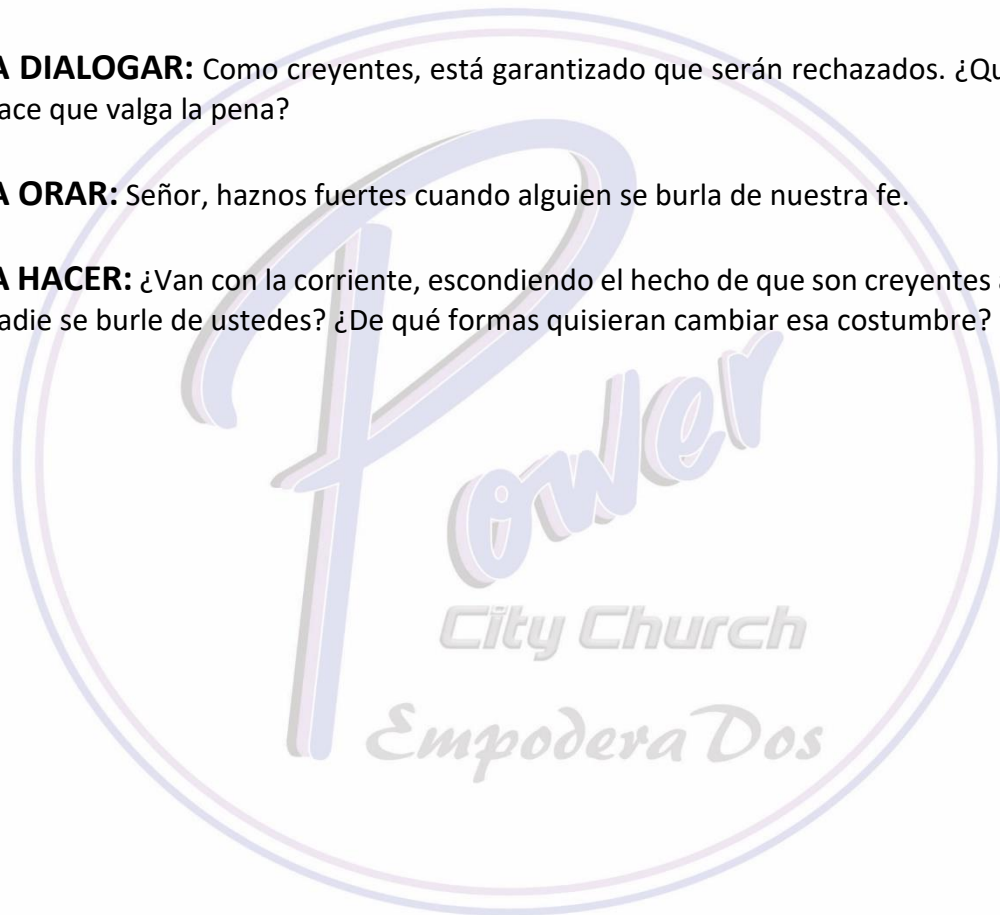 A DIALOGAR: Como creyentes, está garantizado que serán rechazados. ¿Qu
ace que valga la pena?
A ORAR: Señor, haznos fuertes cuando alguien se burla de nuestra fe.
A HACER: ¿Van con la corriente, escondiendo el hecho de que son creyentes a
adie se burle de ustedes? ¿De qué formas quisieran cambiar esa costumbre?
Power
City Church
EmpoderaDos